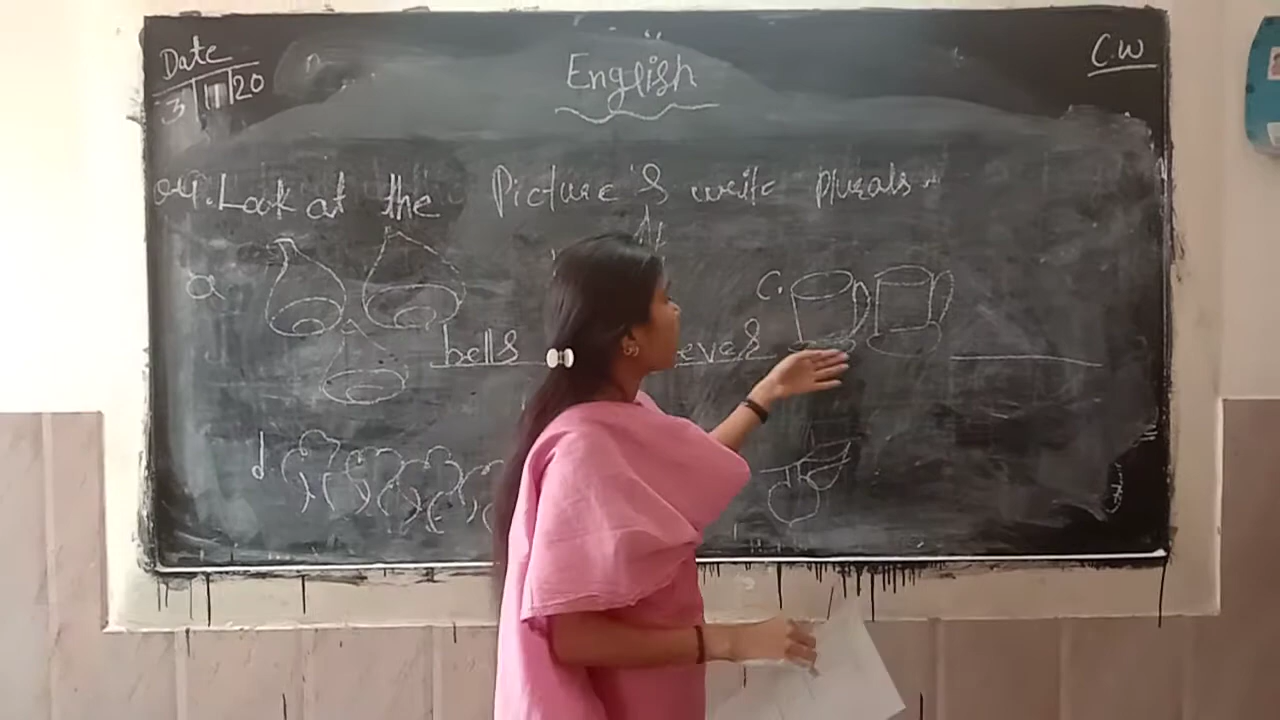 Date
3/11/20
English
C.W
Q4. Look at the Picture's write plurals.
a
bells
c.
d